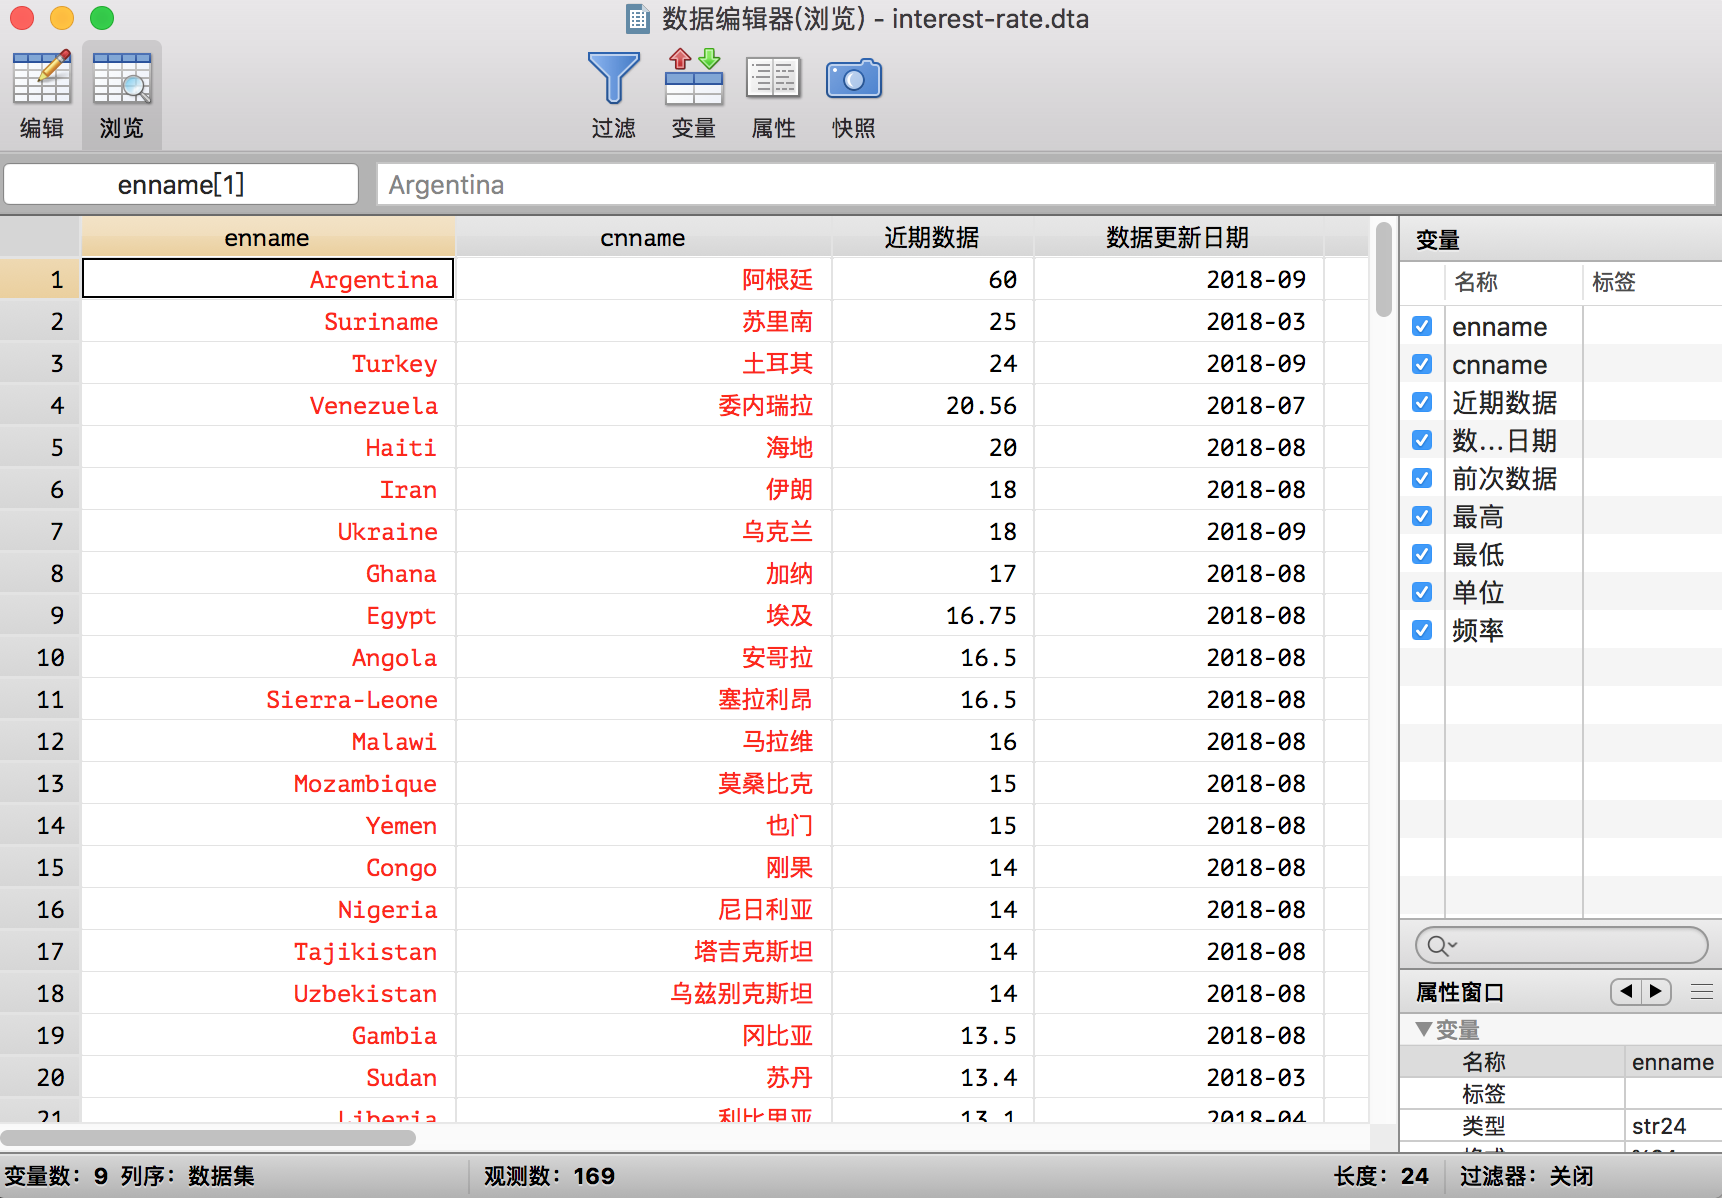 数据编辑器(浏览) - interest-rate.dta
编辑 浏览 过滤 变量 属性 快照
enname[1] Argentina
enname cnname 近期数据 数据更新日期
1 Argentina 阿根廷 60 2018-09
2 Suriname 苏里南 25 2018-03
3 Turkey 土耳其 24 2018-09
4 Venezuela 委内瑞拉 20.56 2018-07
5 Haiti 海地 20 2018-08
6 Iran 伊朗 18 2018-08
7 Ukraine 乌克兰 18 2018-09
8 Ghana 加纳 17 2018-08
9 Egypt 埃及 16.75 2018-08
10 Angola 安哥拉 16.5 2018-08
11 Sierra-Leone 塞拉利昂 16.5 2018-08
12 Malawi 马拉维 16 2018-08
13 Mozambique 莫桑比克 15 2018-08
14 Yemen 也门 15 2018-08
15 Congo 刚果 14 2018-08
16 Nigeria 尼日利亚 14 2018-08
17 Tajikistan 塔吉克斯坦 14 2018-08
18 Uzbekistan 乌兹别克斯坦 14 2018-08
19 Gambia 冈比亚 13.5 2018-08
20 Sudan 苏丹 13.4 2018-03
21 Liberia 利比里亚 13.1 2018-04
变量
名称 标签
enname
cnname
近期数据
数...日期
前次数据
最高
最低
单位
频率
属性窗口
变量
名称 enname
标签
类型 str24
变量数：9 列序：数据集 观测数：169 长度：24 过滤器：关闭